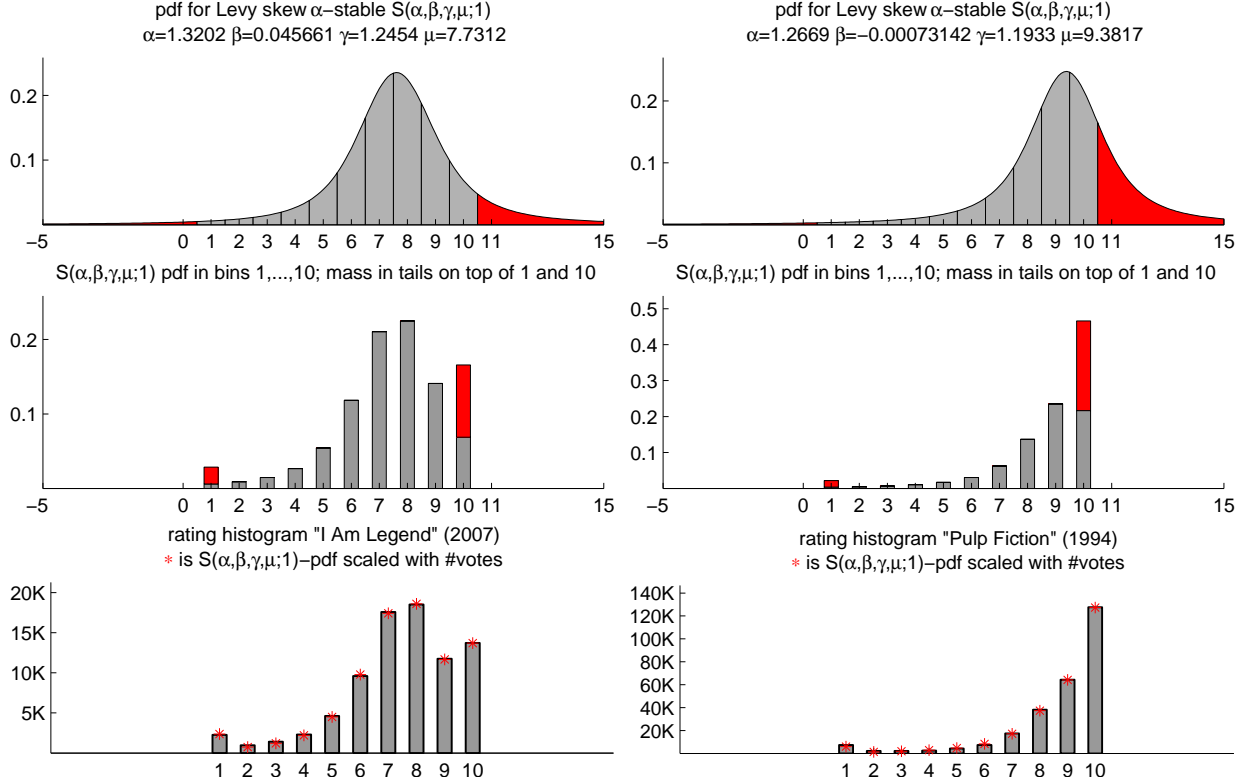 pdf for Levy skew α−stable S(α,β,γ,μ;1)
α=1.3202 β=0.045661 γ=1.2454 μ=7.7312
0.2
0.1
−5 0 1 2 3 4 5 6 7 8 9 10 11 15
S(α,β,γ,μ;1) pdf in bins 1,...,10; mass in tails on top of 1 and 10
0.2
0.1
−5 0 1 2 3 4 5 6 7 8 9 10 11 15
rating histogram "I Am Legend" (2007)
* is S(α,β,γ,μ;1)−pdf scaled with #votes
20K
15K
10K
5K
1 2 3 4 5 6 7 8 9 10
pdf for Levy skew α−stable S(α,β,γ,μ;1)
α=1.2669 β=−0.00073142 γ=1.1933 μ=9.3817
0.2
0.1
−5 0 1 2 3 4 5 6 7 8 9 10 11 15
S(α,β,γ,μ;1) pdf in bins 1,...,10; mass in tails on top of 1 and 10
0.5
0.4
0.3
0.2
0.1
−5 0 1 2 3 4 5 6 7 8 9 10 11 15
rating histogram "Pulp Fiction" (1994)
* is S(α,β,γ,μ;1)−pdf scaled with #votes
140K
120K
100K
80K
60K
40K
20K
1 2 3 4 5 6 7 8 9 10